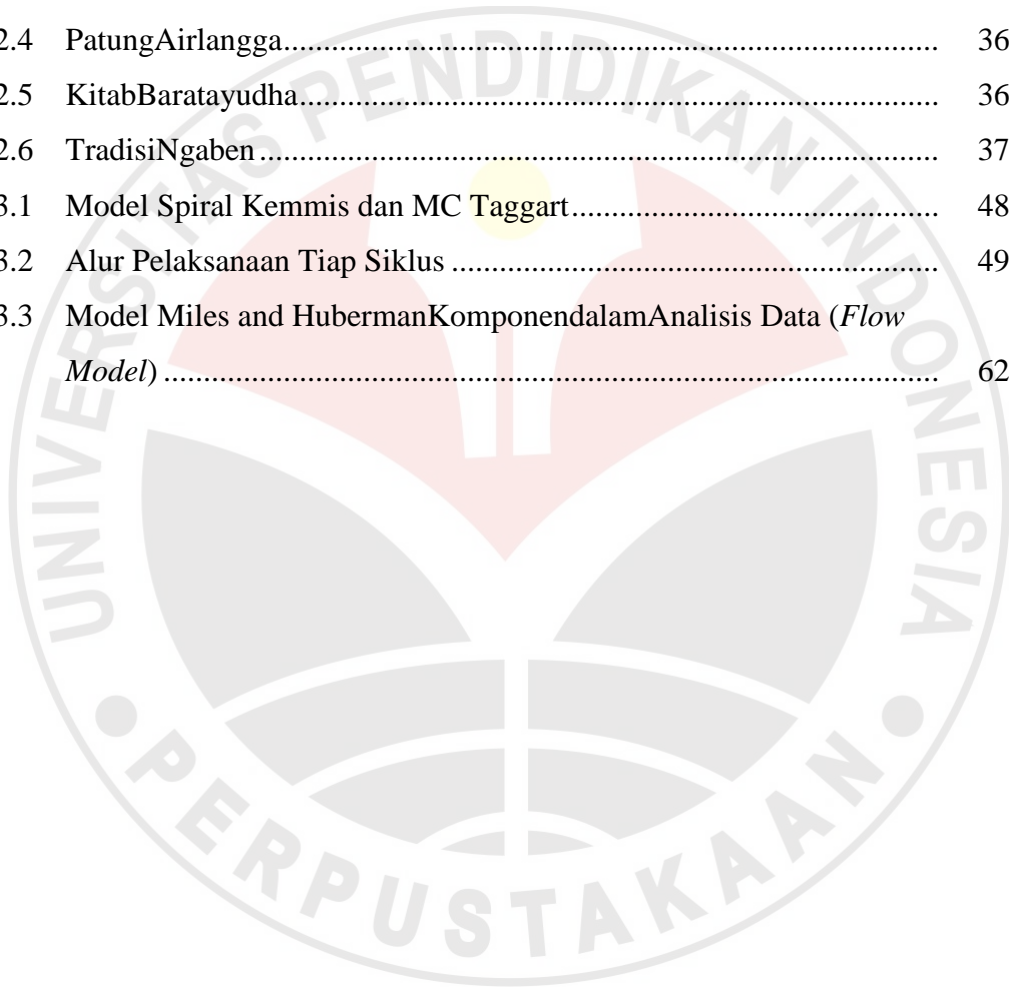 2.4 PatungAirlangga.................................................................................. 36
2.5 KitabBaratayudha................................................................................ 36
2.6 TradisiNgaben ..................................................................................... 37
3.1 Model Spiral Kemmis dan MC Taggart.............................................. 48
3.2 Alur Pelaksanaan Tiap Siklus ............................................................. 49
3.3 Model Miles and HubermanKomponendalamAnalisis Data (Flow
Model) ................................................................................................. 62
UNIVERSITAS PENDIDIKAN INDONESIA
PERPUSTAKAAN